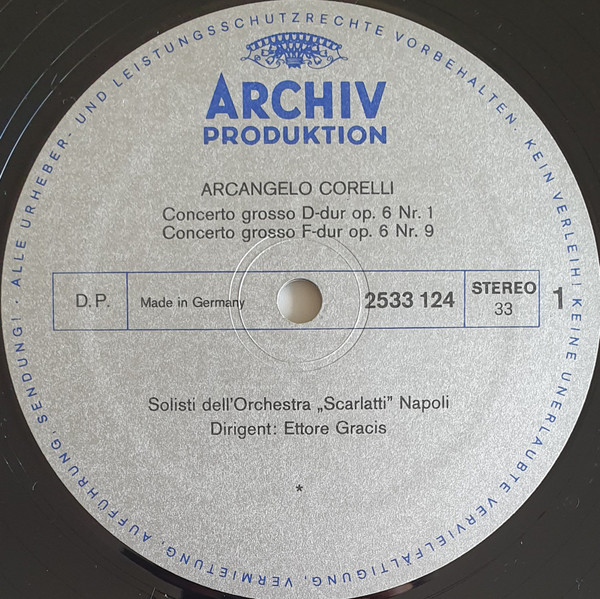 ALLE URHEBER- UND LEISTUNGSSCHUTZRECHTE VORBEHALTEN. KEIN VERLEIH! KEINE UNERLAUBTE VERVIELFÄLTIGUNG, VERMIETUNG, AUFFÜHRUNG, SENDUNG! ·
ARCHIV
PRODUKTION
ARCANGELO CORELLI
Concerto grosso D-dur op. 6 Nr. 1
Concerto grosso F-dur op. 6 Nr. 9
D.P. Made in Germany 2533 124 STEREO 33 1
Solisti dell'Orchestra „Scarlatti” Napoli
Dirigent: Ettore Gracis
*